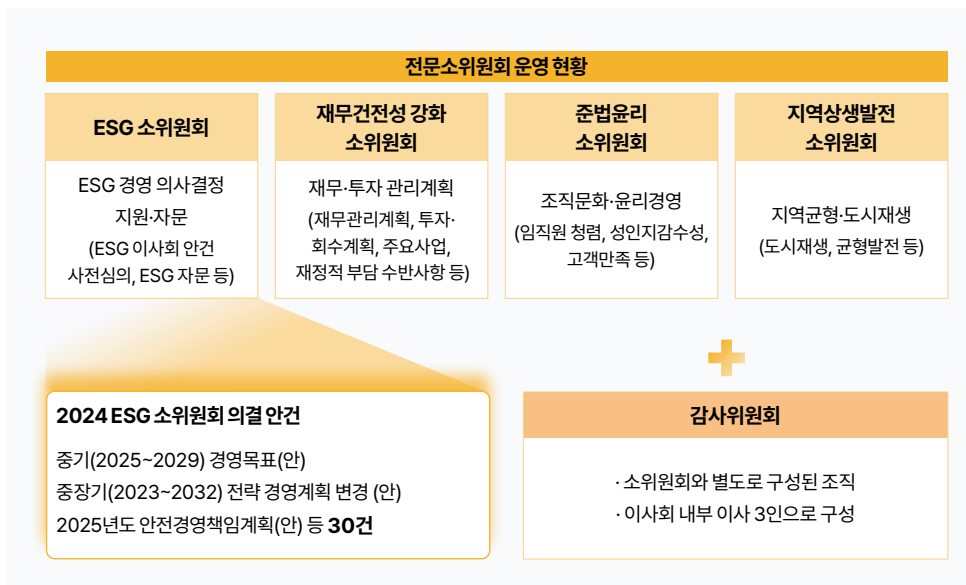 전문소위원회 운영 현황
ESG 소위원회
ESG 경영 의사결정
지원·자문
(ESG 이사회 안건
사전심의, ESG 자문 등)
재무건전성 강화
소위원회
재무·투자 관리계획
(재무관리계획, 투자·
회수계획, 주요사업,
재정적 부담 수반사항 등)
준법윤리
소위원회
조직문화·윤리경영
(임직원 청렴, 성인지감수성,
고객만족 등)
지역상생발전
소위원회
지역균형·도시재생
(도시재생, 균형발전 등)
2024 ESG 소위원회 의결 안건
중기(2025~2029) 경영목표(안)
중장기(2023~2032) 전략 경영계획 변경 (안)
2025년도 안전경영책임계획(안) 등 30건
감사위원회
· 소위원회와 별도로 구성된 조직
· 이사회 내부 이사 3인으로 구성